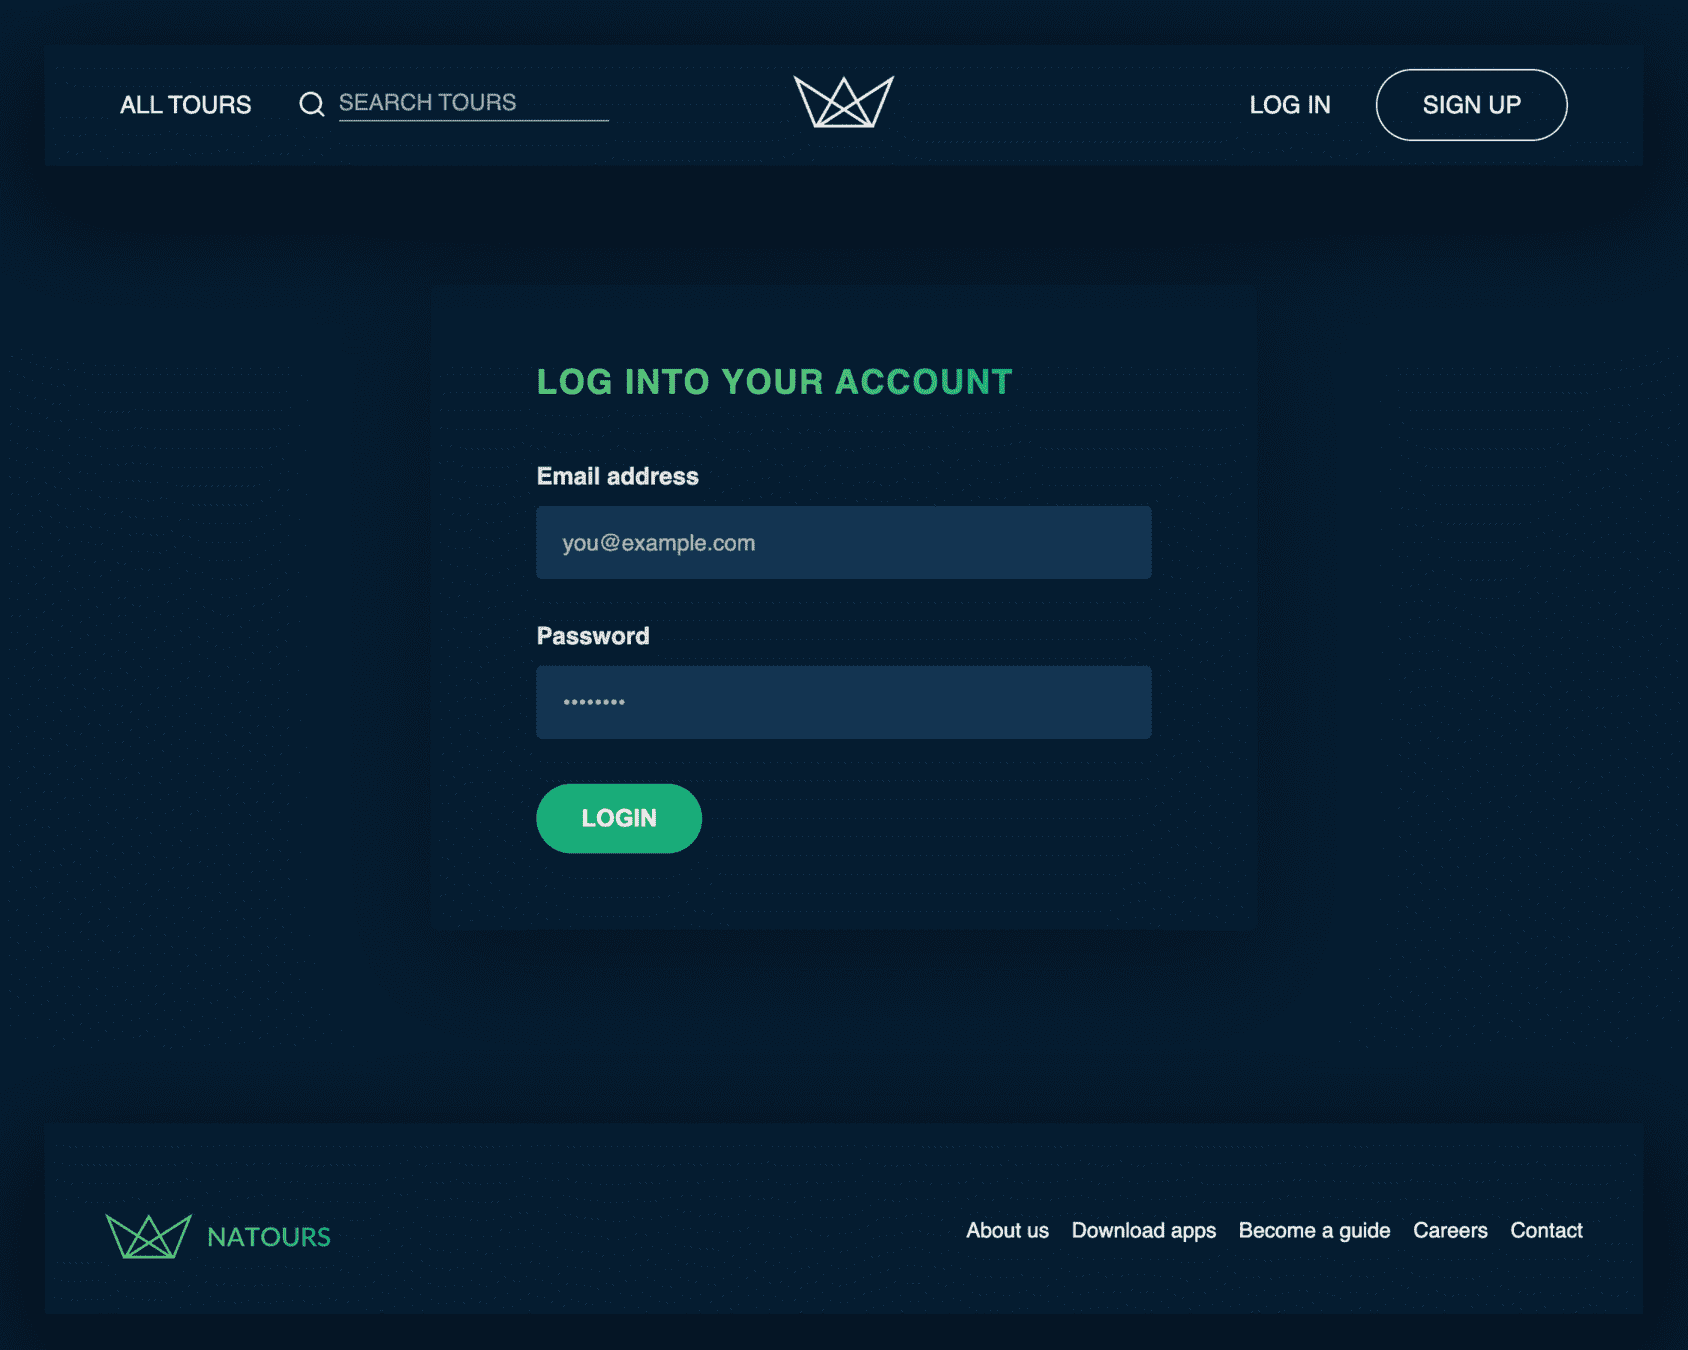 ALL TOURS SEARCH TOURS LOG IN SIGN UP
LOG INTO YOUR ACCOUNT
Email address
you@example.com
Password
••••••••
LOGIN
NATOURS About us Download apps Become a guide Careers Contact